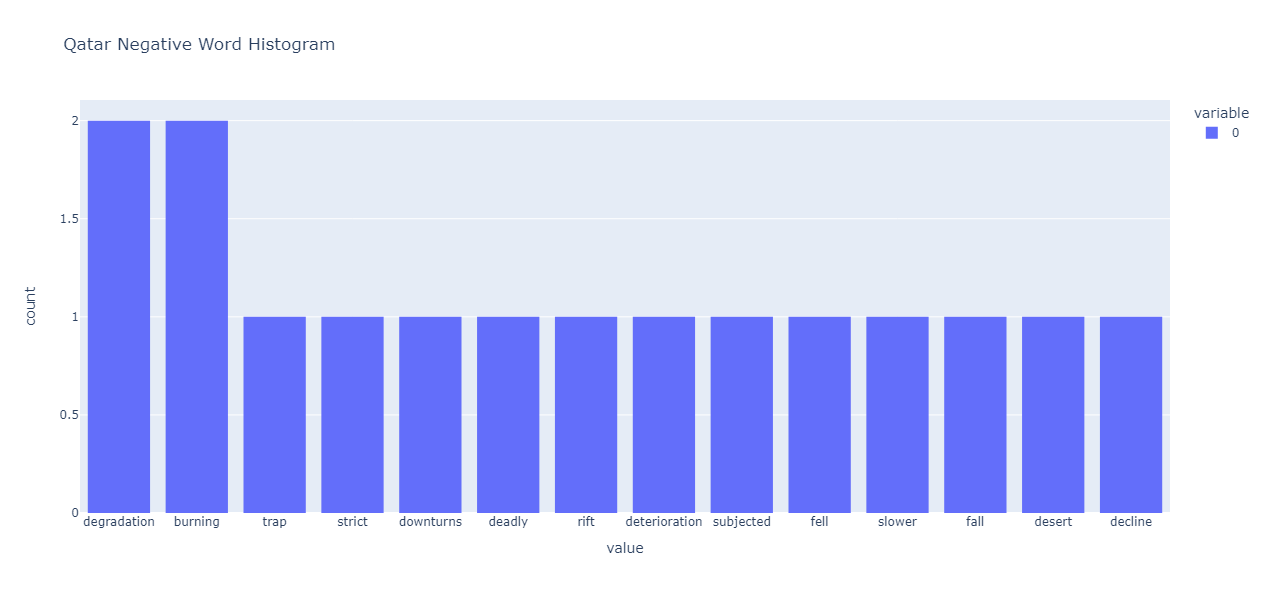 Qatar Negative Word Histogram
variable
0
2
1.5
1
0.5
0
count
degradation burning trap strict downturns deadly rift deterioration subjected fell slower fall desert decline
value